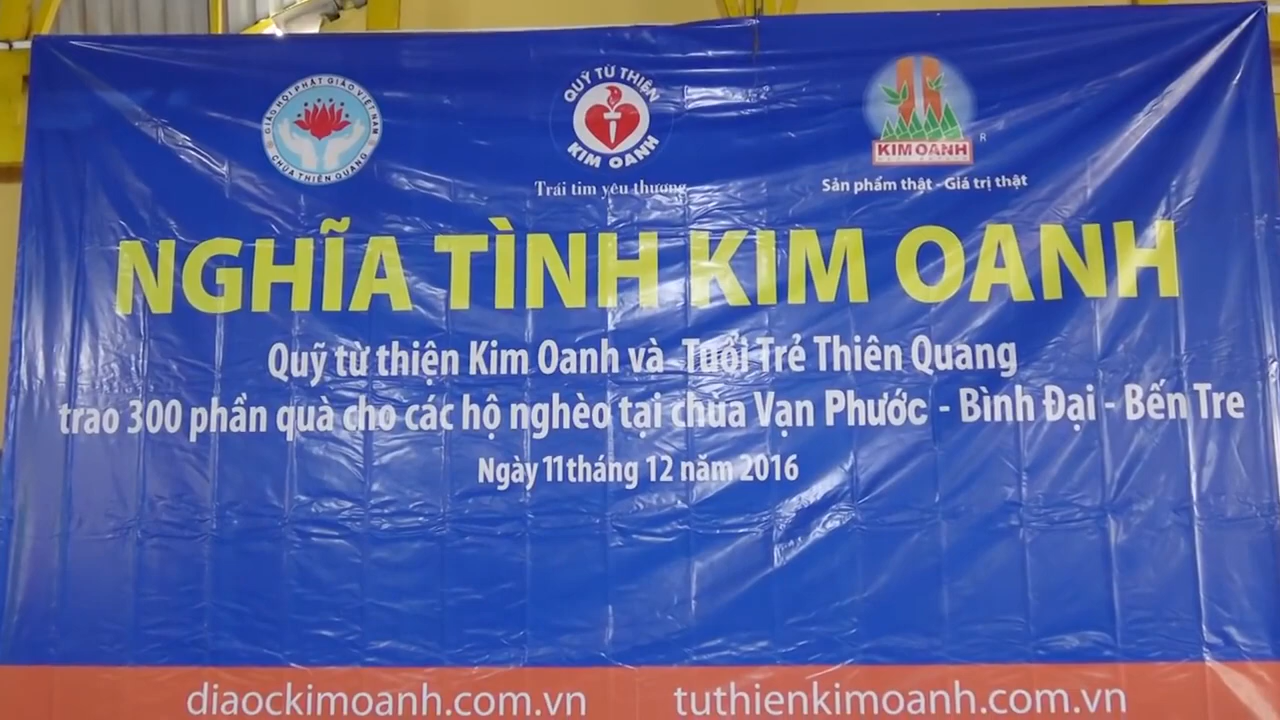 GIÁO HỘI PHẬT GIÁO VIỆT NAM
CHÙA THIÊN QUANG
QUỸ TỪ THIỆN
KIM OANH
Trái tim yêu thương
KIM OANH
R
Sản phẩm thật - Giá trị thật
NGHĨA TÌNH KIM OANH
Quỹ từ thiện Kim Oanh và Tuổi Trẻ Thiên Quang
trao 300 phần quà cho các hộ nghèo tại chùa Vạn Phước - Bình Đại - Bến Tre
Ngày 11tháng 12 năm 2016
diaockimoanh.com.vn tuthienkimoanh.com.vn